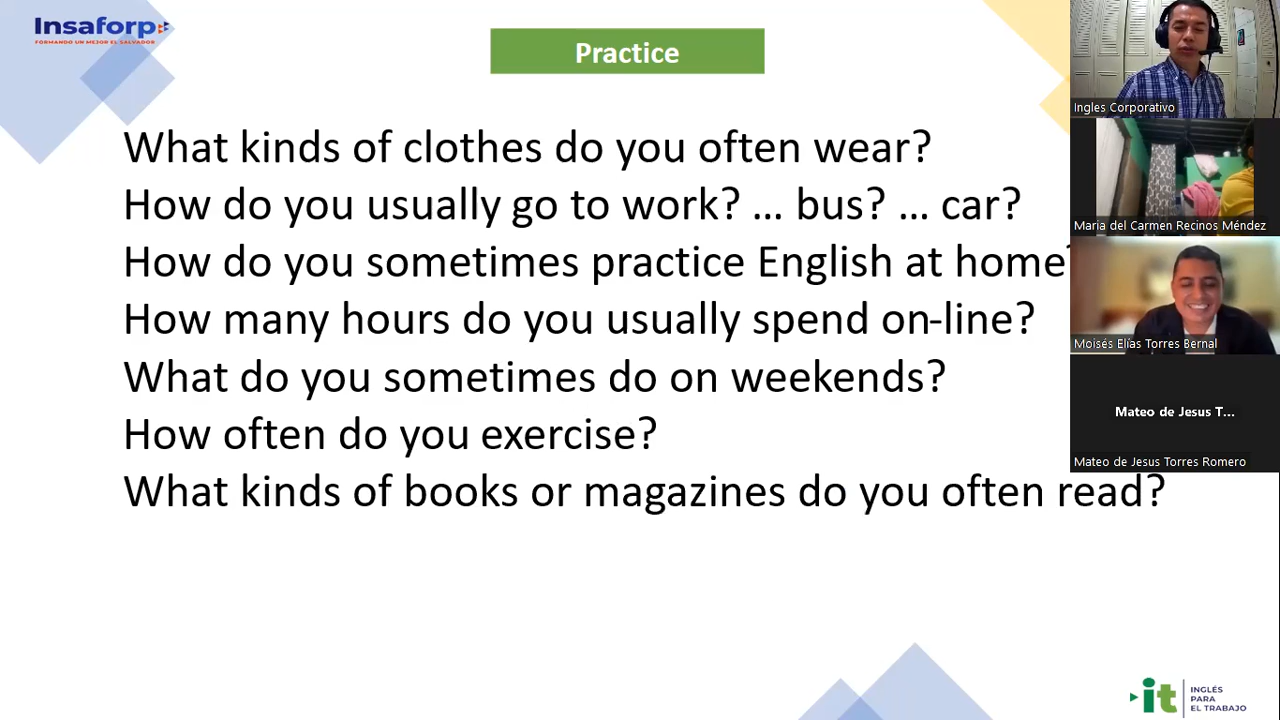 Insaforp
FORMANDO UN MEJOR EL SALVADOR
Practice
What kinds of clothes do you often wear?
How do you usually go to work? ... bus? ... car?
How do you sometimes practice English at home?
How many hours do you usually spend on-line?
What do you sometimes do on weekends?
How often do you exercise?
What kinds of books or magazines do you often read?
Ingles Corporativo
Maria del Carmen Recinos Méndez
Moisés Elías Torres Bernal
Mateo de Jesus T...
Mateo de Jesus Torres Romero
it
INGLÉS
PARA
EL TRABAJO